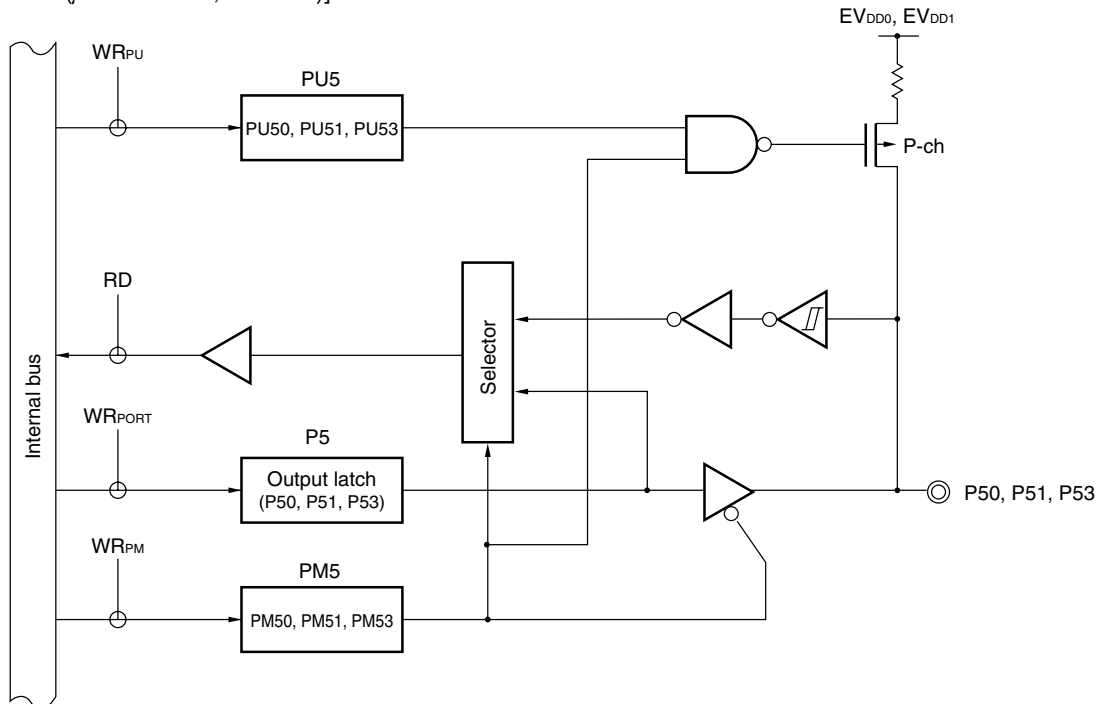 EVDD0, EVDD1
WRPU
PU5
PU50, PU51, PU53
P-ch
RD
Selector
Internal bus
WRPORT
P5
Output latch
(P50, P51, P53)
P50, P51, P53
WRPM
PM5
PM50, PM51, PM53